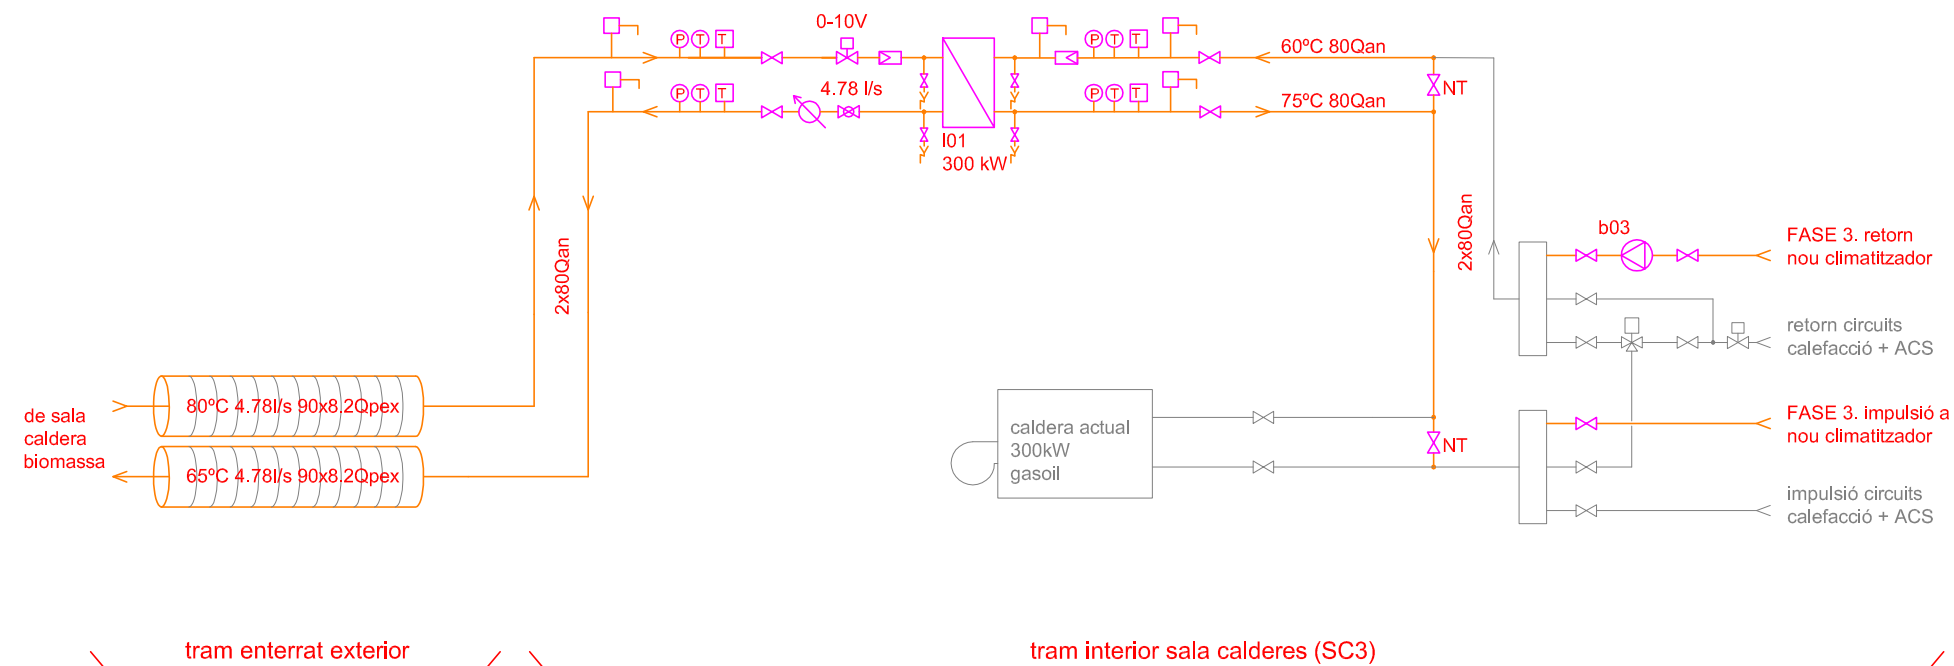 0-10V
P
T
T
P
T
T
60ºC 80Qan
4.78 l/s
NT
P
T
T
P
T
T
75ºC 80Qan
I01
300 kW
2x80Qan
2x80Qan
b03
FASE 3. retorn
nou climatitzador
retorn circuits
calefacció + ACS
de sala
caldera
biomassa
80ºC 4.78l/s 90x8.2Qpex
65ºC 4.78l/s 90x8.2Qpex
caldera actual
300kW
gasoil
NT
FASE 3. impulsió a
nou climatitzador
impulsió circuits
calefacció + ACS
tram enterrat exterior
tram interior sala calderes (SC3)